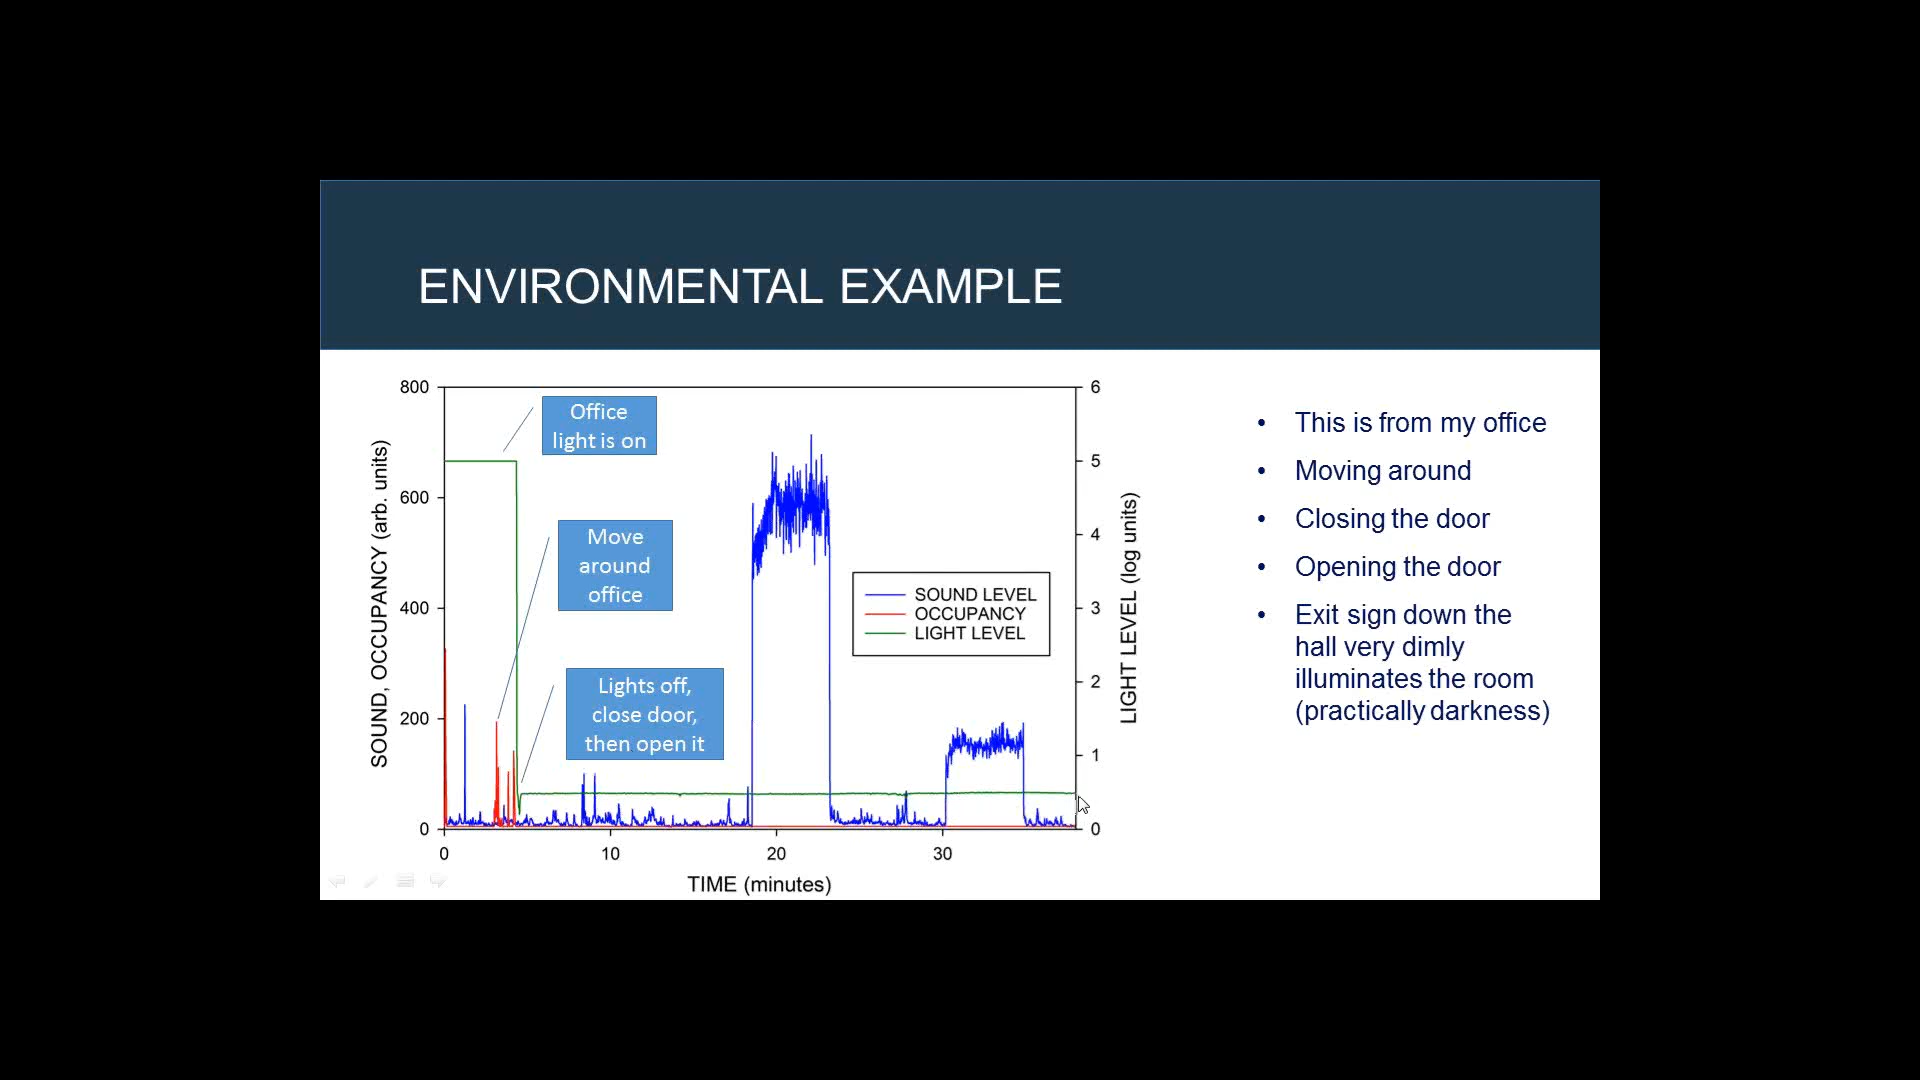 ENVIRONMENTAL EXAMPLE
800
600
400
200
0
SOUND, OCCUPANCY (arb. units)
Office
light is on
Move
around
office
Lights off,
close door,
then open it
SOUND LEVEL
OCCUPANCY
LIGHT LEVEL
6
5
4
3
2
1
0
LIGHT LEVEL (log units)
0
10
20
30
TIME (minutes)
• This is from my office
• Moving around
• Closing the door
• Opening the door
• Exit sign down the
hall very dimly
illuminates the room
(practically darkness)